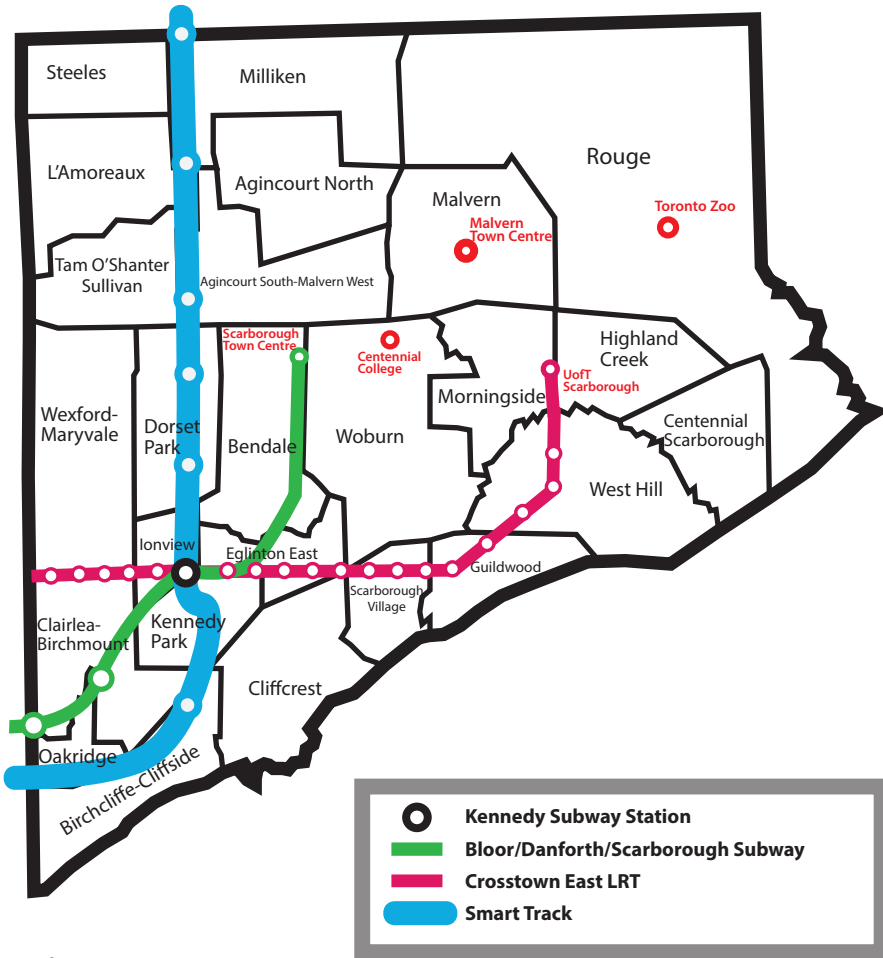 Steeles
Milliken
L'Amoreaux
Agincourt North
Rouge
Malvern
Malvern
Town Centre
Toronto Zoo
Tam O'Shanter
Sullivan
Agincourt South-Malvern West
Scarborough
Town Centre
Centennial
College
Highland
Creek
UofT
Scarborough
Morningside
Wexford-
Maryvale
Dorset
Park
Bendale
Woburn
Centennial
Scarborough
West Hill
Ionview
Eglinton East
Guildwood
Scarborough
Village
Clairlea-
Birchmount
Kennedy
Park
Cliffcrest
Oakridge
Birchcliffe-Cliffside
Kennedy Subway Station
Bloor/Danforth/Scarborough Subway
Crosstown East LRT
Smart Track